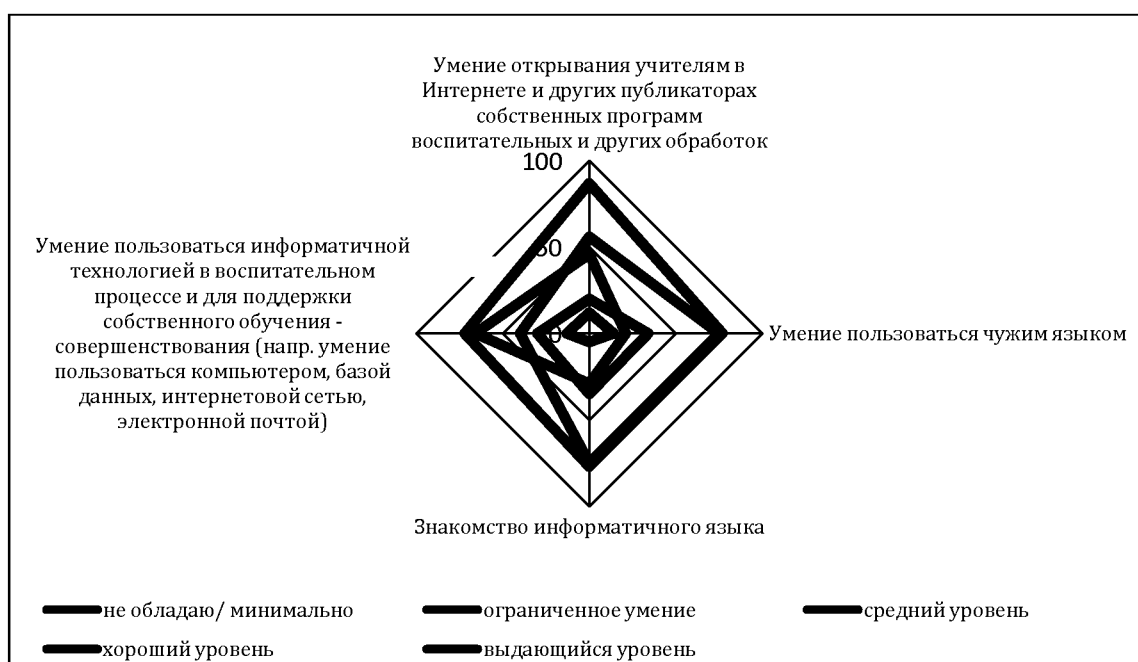 Умение открывания учителям в
Интернете и других публикаторах
собственных программ
воспитательных и других обработок
100
50
0
Умение пользоваться информатичной
технологией в воспитательном
процессе и для поддержки
собственного обучения -
совершенствования (напр. умение
пользоваться компьютером, базой
данных, интернетовой сетью,
электронной почтой)
Умение пользоваться чужим языком
Знакомство информатичного языка
не обладаю/ минимально
ограниченное умение
средний уровень
хороший уровень
выдающийся уровень